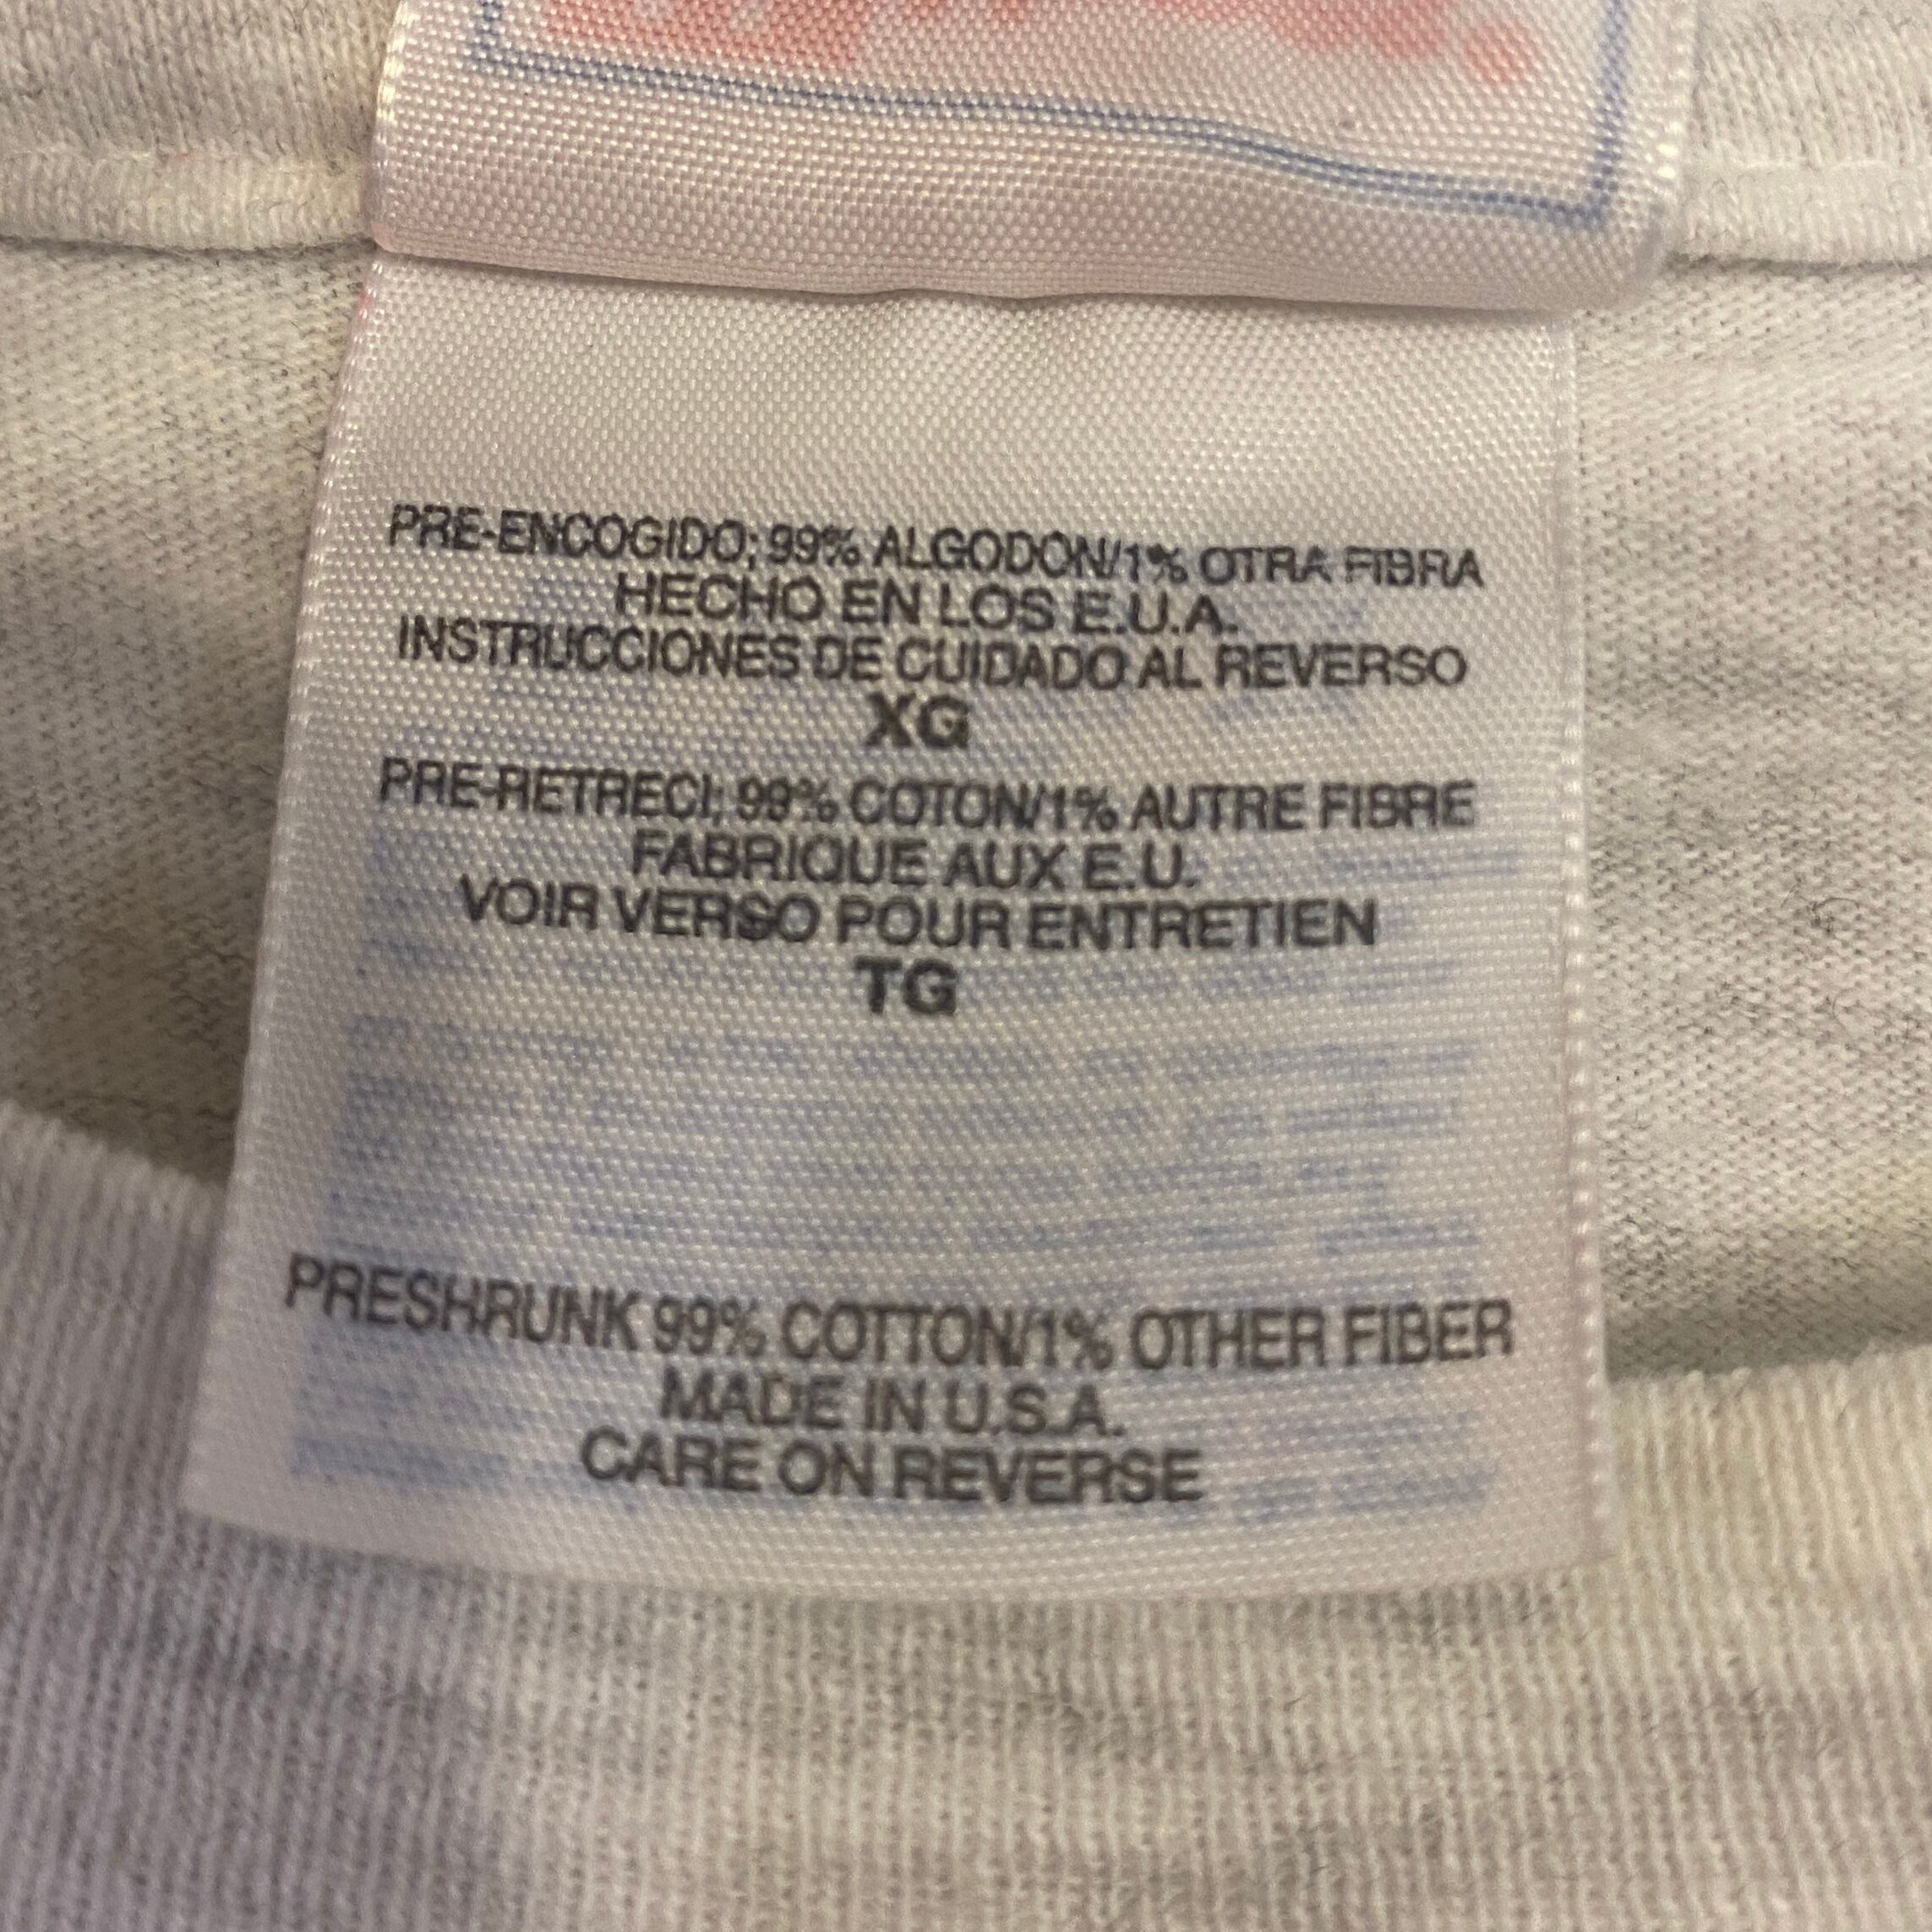 PRE-ENCOGIDO; 99% ALGODON/1% OTRA FIBRA
HECHO EN LOS E.U.A.
INSTRUCCIONES DE CUIDADO AL REVERSO
XG
PRE-RETRECI; 99% COTON/1% AUTRE FIBRE
FABRIQUE AUX E.U.
VOIR VERSO POUR ENTRETIEN
TG
PRESHRUNK 99% COTTON/1% OTHER FIBER
MADE IN U.S.A.
CARE ON REVERSE